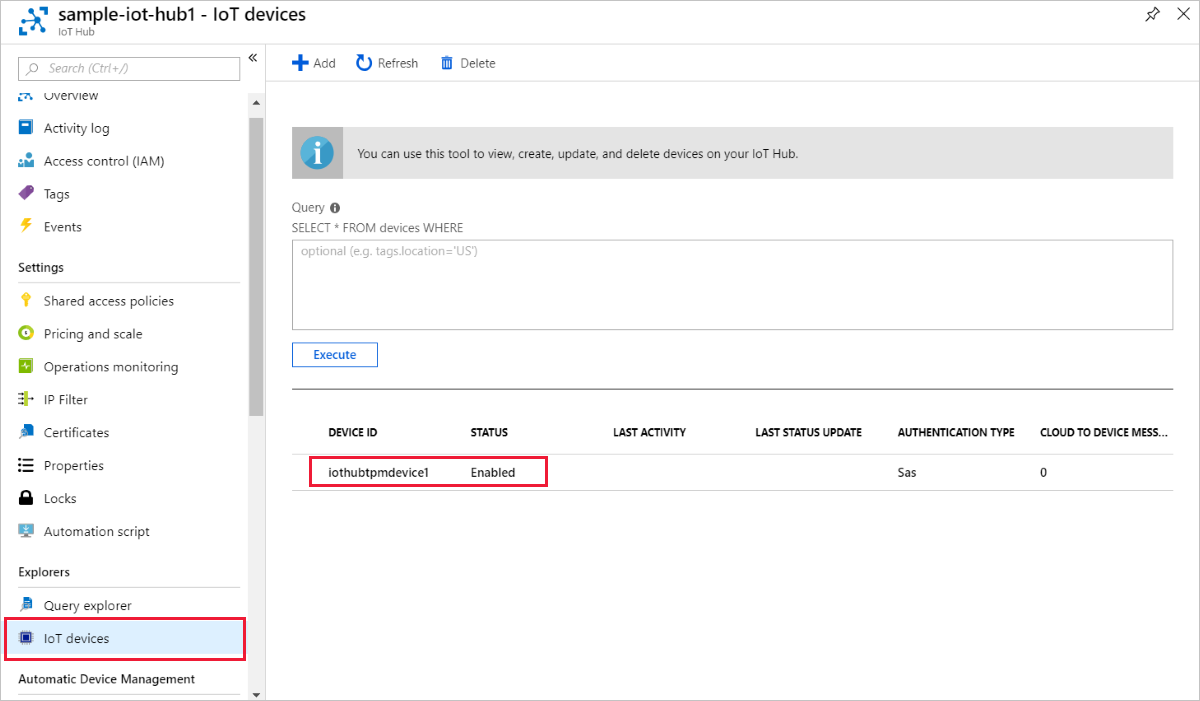 sample-iot-hub1 - IoT devices
IoT Hub
Search (Ctrl+/)
Overview
Activity log
Access control (IAM)
Tags
Events
Settings
Shared access policies
Pricing and scale
Operations monitoring
IP Filter
Certificates
Properties
Locks
Automation script
Explorers
Query explorer
IoT devices
Automatic Device Management
Add Refresh Delete
You can use this tool to view, create, update, and delete devices on your IoT Hub.
Query
SELECT * FROM devices WHERE
optional (e.g. tags.location='US')
Execute
DEVICE ID STATUS LAST ACTIVITY LAST STATUS UPDATE AUTHENTICATION TYPE CLOUD TO DEVICE MESS...
iothubtpmdevice1 Enabled Sas 0